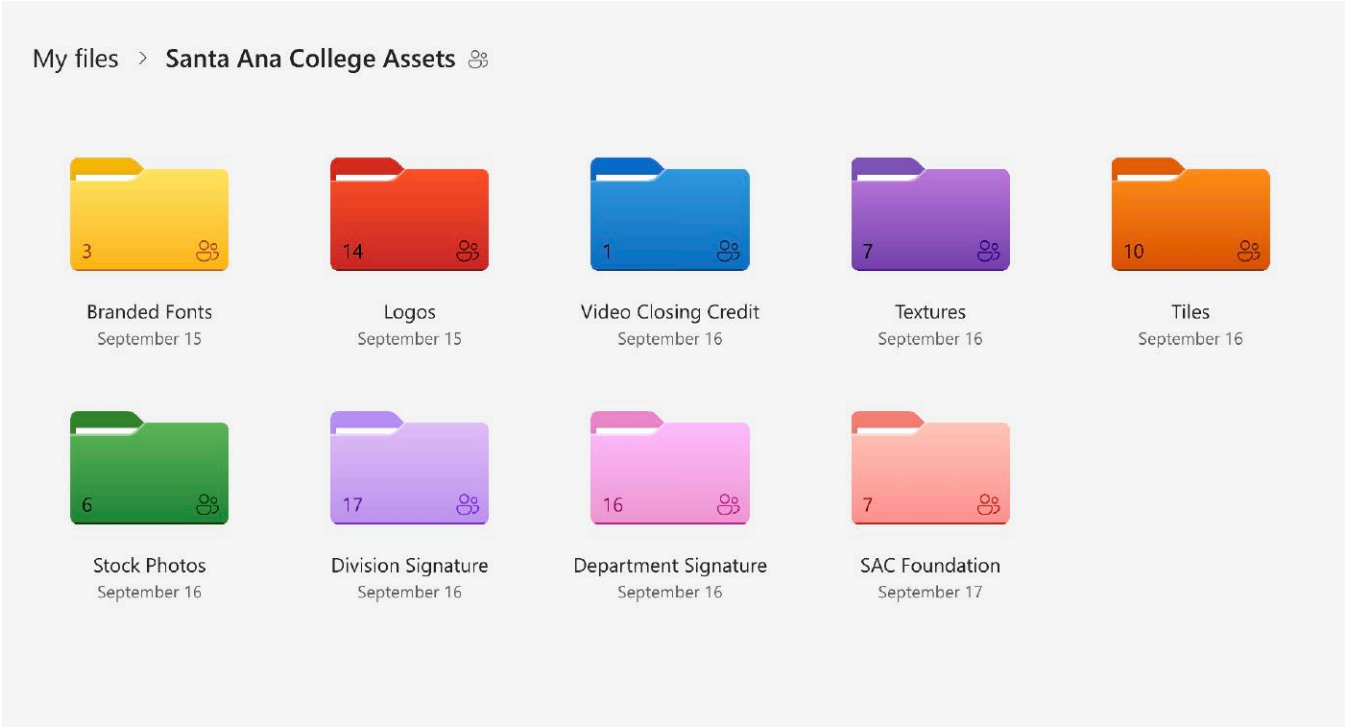 My files > Santa Ana College Assets
3
14
1
7
10
Branded Fonts
Logos
Video Closing Credit
Textures
Tiles
September 15
September 15
September 16
September 16
September 16
6
17
16
7
Stock Photos
Division Signature
Department Signature
SAC Foundation
September 16
September 16
September 16
September 17